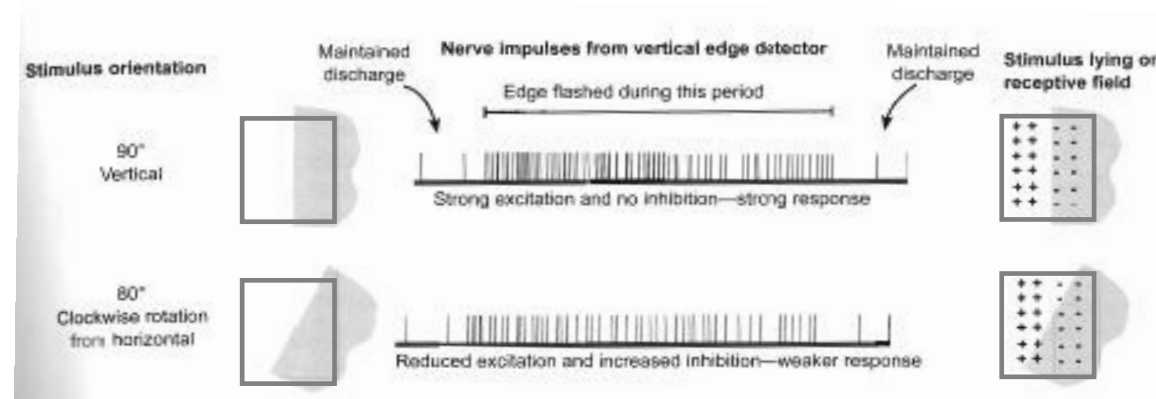 Stimulus orientation
Maintained
discharge
Nerve impulses from vertical edge detector
Maintained
discharge
Stimulus lying on
receptive field
Edge flashed during this period
90°
Vertical
Strong excitation and no inhibition—strong response
80°
Clockwise rotation
from horizontal
Reduced excitation and increased inhibition—weaker response